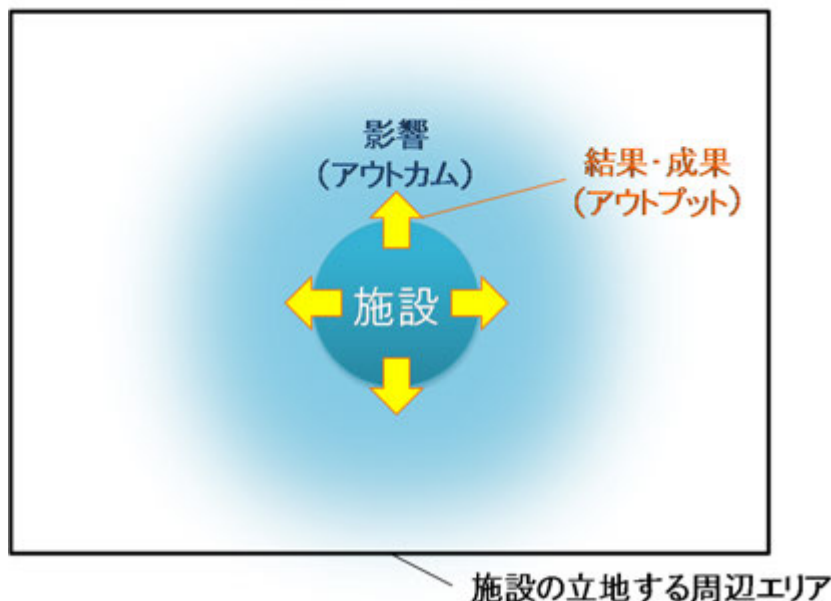 影響
（アウトカム）
結果・成果
（アウトプット）
施設
施設の立地する周辺エリア